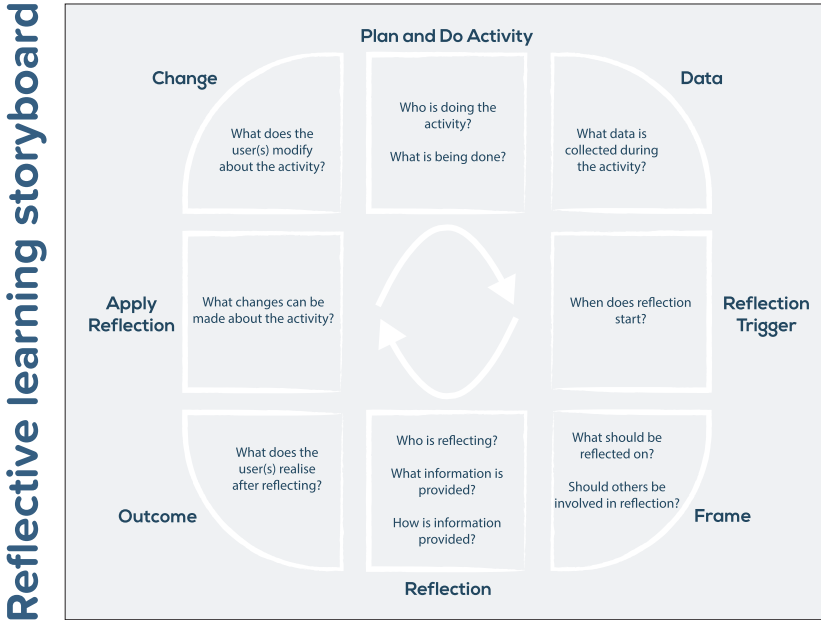 Reflective learning storyboard
Plan and Do Activity
Who is doing the
activity?
What is being done?
Data
What data is
collected during
the activity?
Reflection
Trigger
When does reflection
start?
Frame
What should be
reflected on?
Should others be
involved in reflection?
Reflection
Who is reflecting?
What information is
provided?
How is information
provided?
Outcome
What does the
user(s) realise
after reflecting?
Apply
Reflection
What changes can be
made about the activity?
Change
What does the
user(s) modify
about the activity?